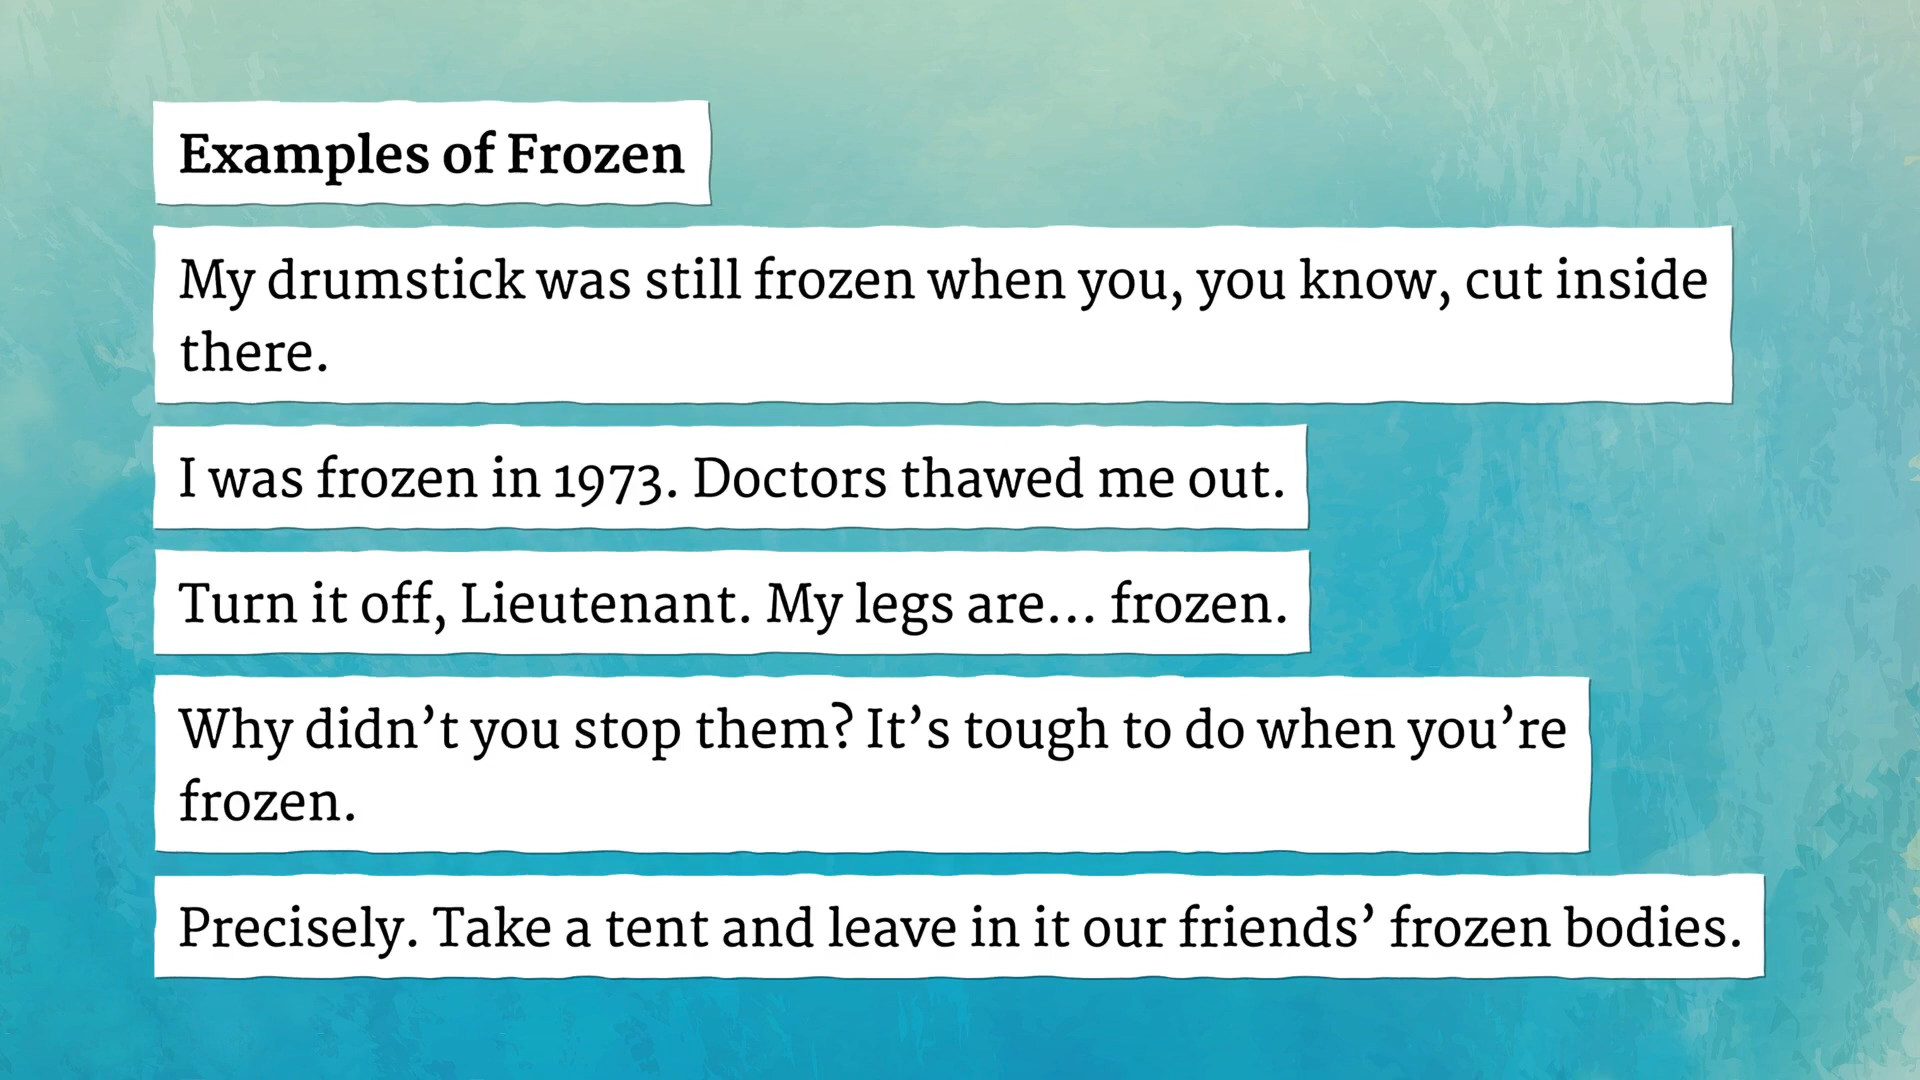 Examples of Frozen
My drumstick was still frozen when you, you know, cut inside
there.
I was frozen in 1973. Doctors thawed me out.
Turn it off, Lieutenant. My legs are... frozen.
Why didn’t you stop them? It’s tough to do when you’re
frozen.
Precisely. Take a tent and leave in it our friends’ frozen bodies.